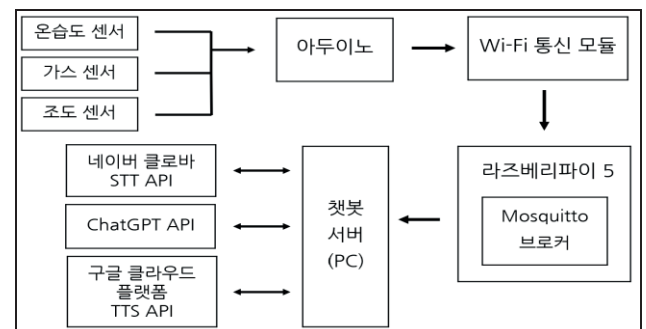 온습도 센서
가스 센서
조도 센서
아두이노
Wi-Fi 통신 모듈
네이버 클로바
STT API
ChatGPT API
구글 클라우드
플랫폼
TTS API
챗봇
서버
(PC)
라즈베리파이 5
Mosquitto
브로커